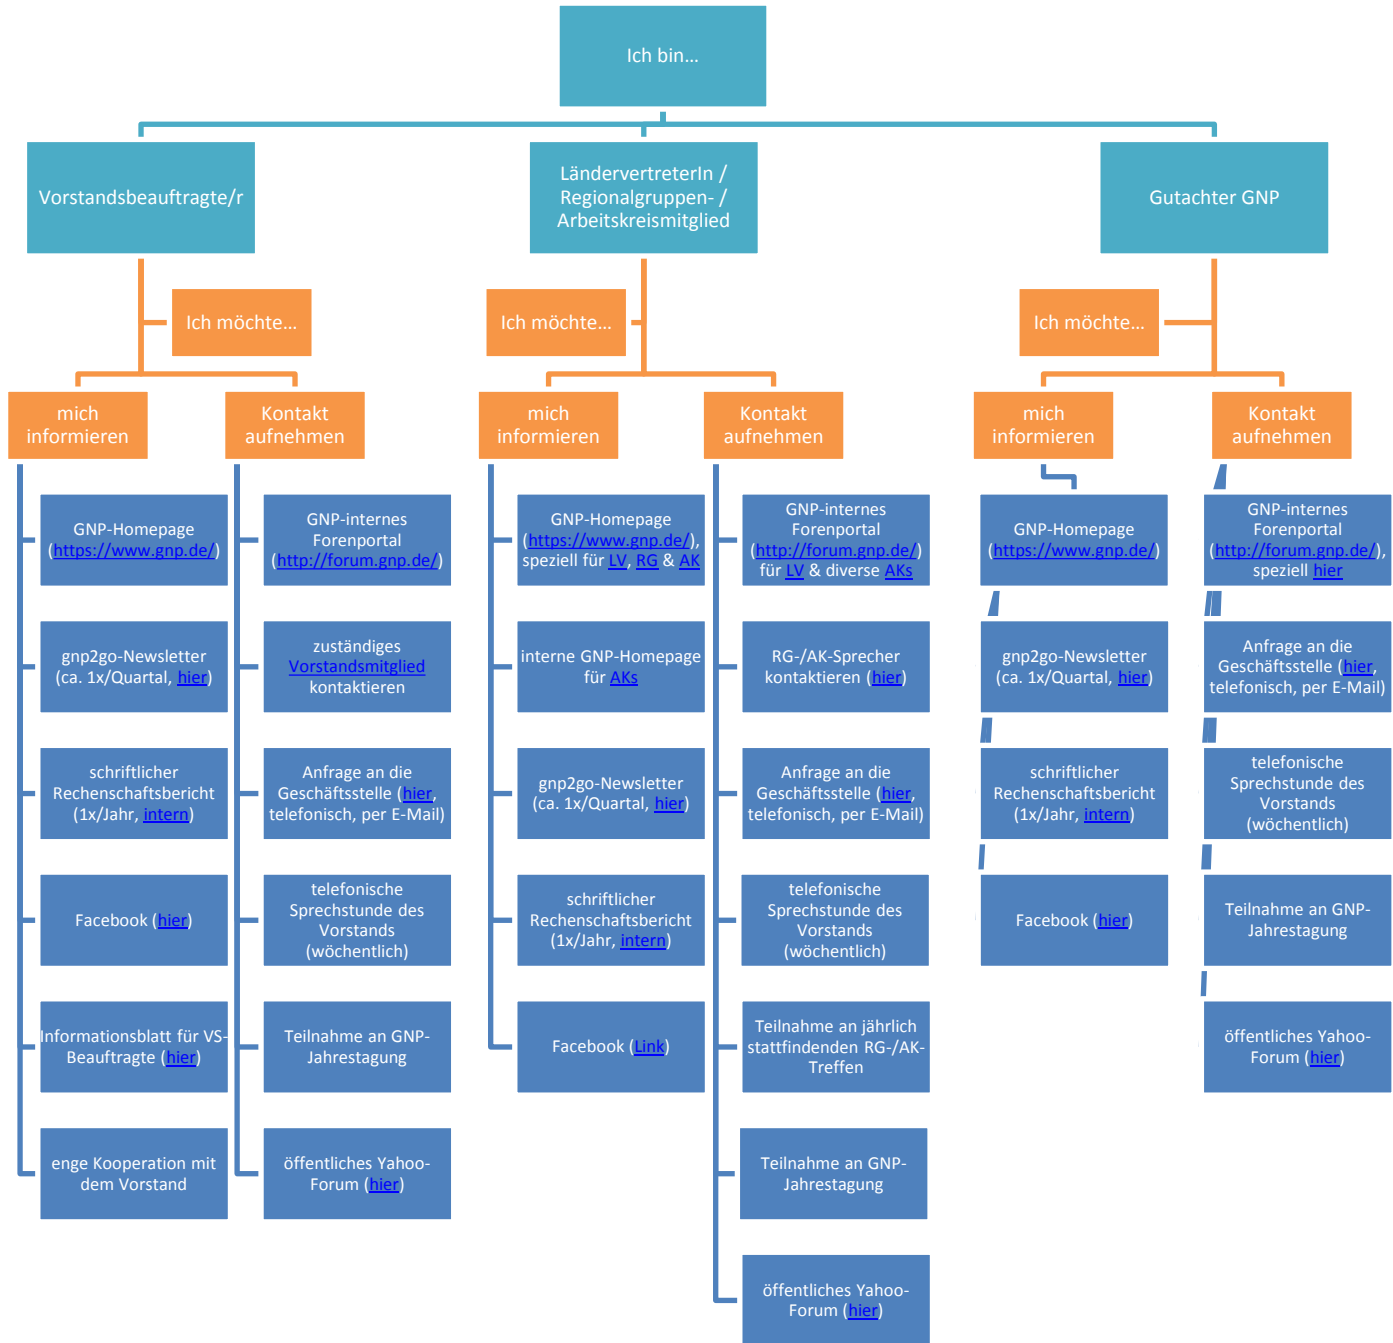 Ich bin…
Vorstandsbeauftragte/r
LändervertreterIn /
Regionalgruppen- /
Arbeitskreismitglied
Gutachter GNP
Ich möchte…
Ich möchte…
Ich möchte…
mich
informieren
Kontakt
aufnehmen
mich
informieren
Kontakt
aufnehmen
mich
informieren
Kontakt
aufnehmen
GNP-Homepage
(https://www.gnp.de/)
gnp2go-Newsletter
(ca. 1x/Quartal, hier)
schriftlicher
Rechenschaftsbericht
(1x/Jahr, intern)
Facebook (hier)
Informationsblatt für VS-
Beauftragte (hier)
enge Kooperation mit
dem Vorstand
GNP-internes
Forenportal
(http://forum.gnp.de/)
zuständiges
Vorstandsmitglied
kontaktieren
Anfrage an die
Geschäftsstelle (hier,
telefonisch, per E-Mail)
telefonische
Sprechstunde des
Vorstands
(wöchentlich)
Teilnahme an GNP-
Jahrestagung
öffentliches Yahoo-
Forum (hier)
GNP-Homepage
(https://www.gnp.de/),
speziell für LV, RG & AK
interne GNP-Homepage
für AKs
gnp2go-Newsletter
(ca. 1x/Quartal, hier)
schriftlicher
Rechenschaftsbericht
(1x/Jahr, intern)
Facebook (Link)
GNP-internes
Forenportal
(http://forum.gnp.de/)
für LV & diverse AKs
RG-/AK-Sprecher
kontaktieren (hier)
Anfrage an die
Geschäftsstelle (hier,
telefonisch, per E-Mail)
telefonische
Sprechstunde des
Vorstands
(wöchentlich)
Teilnahme an jährlich
stattfindenden RG-/AK-
Treffen
Teilnahme an GNP-
Jahrestagung
öffentliches Yahoo-
Forum (hier)
GNP-Homepage
(https://www.gnp.de/)
gnp2go-Newsletter
(ca. 1x/Quartal, hier)
schriftlicher
Rechenschaftsbericht
(1x/Jahr, intern)
Facebook (hier)
GNP-internes
Forenportal
(http://forum.gnp.de/),
speziell hier
Anfrage an die
Geschäftsstelle (hier,
telefonisch, per E-Mail)
telefonische
Sprechstunde des
Vorstands
(wöchentlich)
Teilnahme an GNP-
Jahrestagung
öffentliches Yahoo-
Forum (hier)